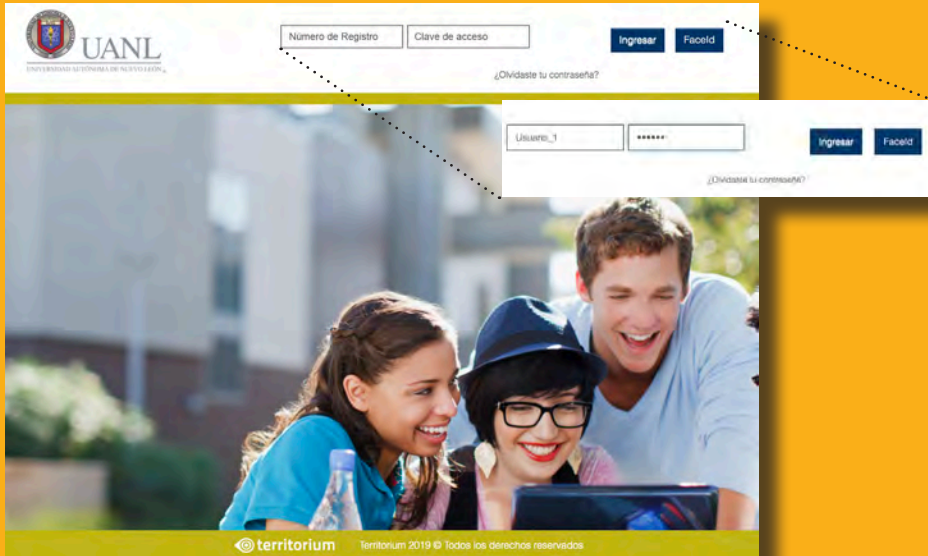 UANL
UNIVERSIDAD AUTÓNOMA DE NUEVO LEÓN
Número de Registro
Clave de acceso
Ingresar
FaceId
¿Olvidaste tu contraseña?
Usuario_1
••••••
Ingresar
FaceId
¿Olvidaste tu contraseña?
territorium
Territorium 2019 © Todos los derechos reservados